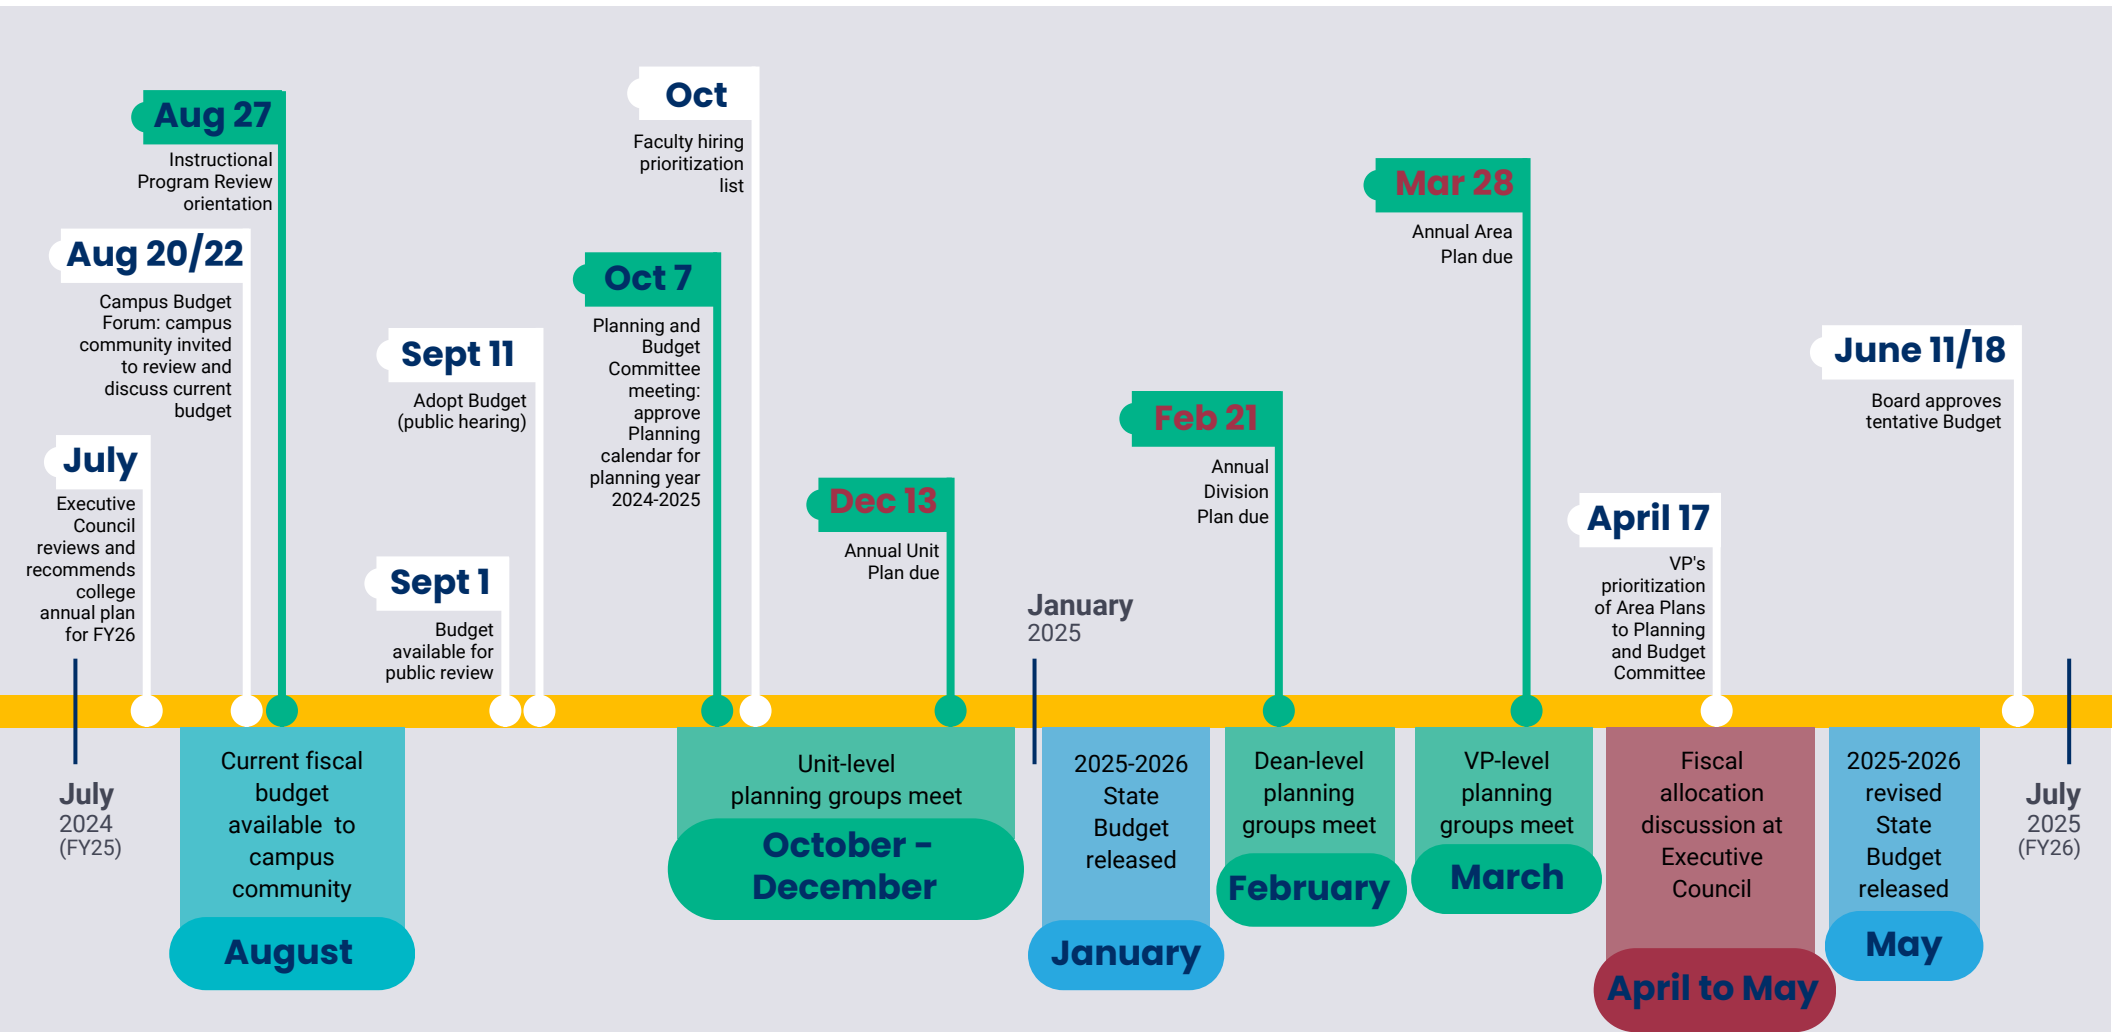 Aug 27
Instructional
Program Review
orientation
Aug 20/22
Campus Budget
Forum: campus
community invited
to review and
discuss current
budget
July
Executive
Council
reviews and
recommends
college
annual plan
for FY26
Sept 11
Adopt Budget
(public hearing)
Sept 1
Budget
available for
public review
Oct
Faculty hiring
prioritization
list
Oct 7
Planning and
Budget
Committee
meeting:
approve
Planning
calendar for
planning year
2024-2025
Dec 13
Annual Unit
Plan due
January
2025
Feb 21
Annual
Division
Plan due
Mar 28
Annual Area
Plan due
April 17
VP's
prioritization
of Area Plans
to Planning
and Budget
Committee
June 11/18
Board approves
tentative Budget
July
2024
(FY25)
Current fiscal
budget
available to
campus
community
August
Unit-level
planning groups meet
October -
December
2025-2026
State
Budget
released
January
Dean-level
planning
groups meet
February
VP-level
planning
groups meet
March
Fiscal
allocation
discussion at
Executive
Council
April to May
2025-2026
revised
State
Budget
released
May
July
2025
(FY26)